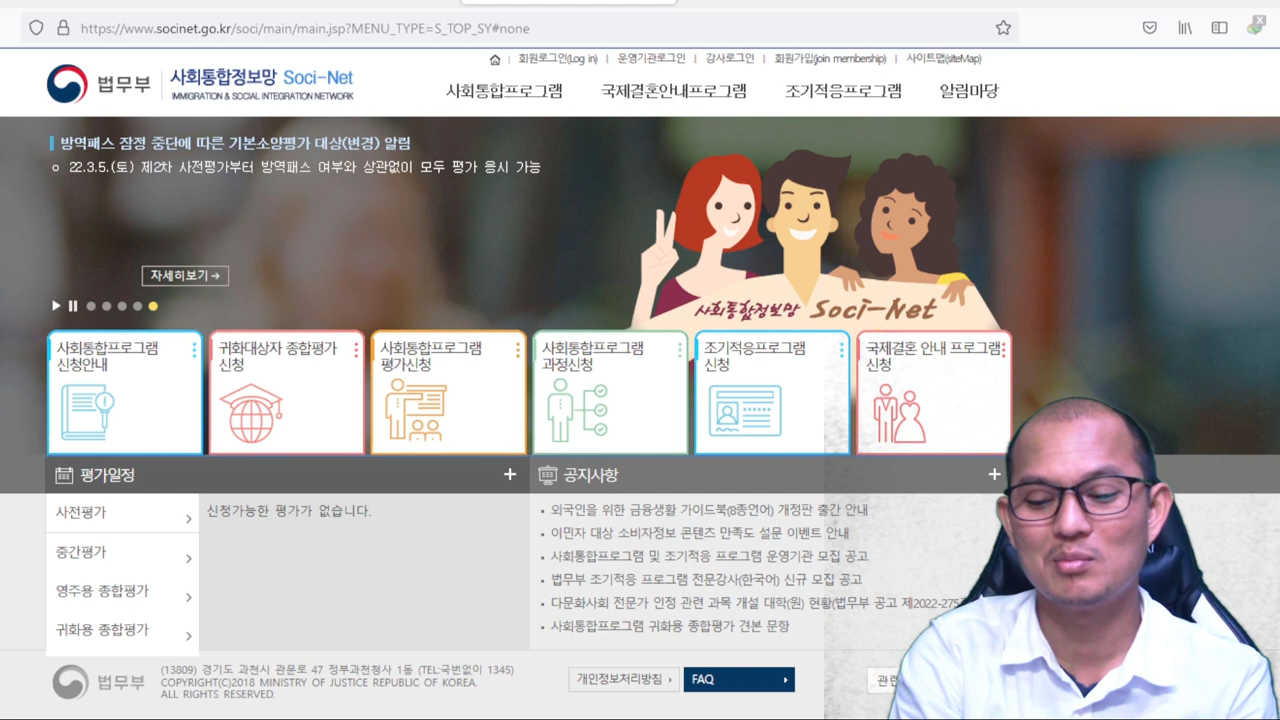 https://www.socinet.go.kr/soci/main/main.jsp?MENU_TYPE=S_TOP_SY#none
회원로그인(Log in) | 운영기관로그인 | 강사로그인 | 회원가입(join membership) | 사이트맵(siteMap)
법무부 사회통합정보망 Soci-Net
IMMIGRATION & SOCIAL INTEGRATION NETWORK
사회통합프로그램 국제결혼안내프로그램 조기적응프로그램 알림마당
방역패스 잠정 중단에 따른 기본소양평가 대상(변경) 알림
o 22.3.5.(토) 제2차 사전평가부터 방역패스 여부와 상관없이 모두 평가 응시 가능
자세히보기→
사회통합정보망 Soci-Net
사회통합프로그램
신청안내
귀화대상자 종합평가
신청
사회통합프로그램
평가신청
사회통합프로그램
과정신청
조기적응프로그램
신청
국제결혼 안내 프로그램
신청
평가일정 +
사전평가
중간평가
영주용 종합평가
귀화용 종합평가
신청가능한 평가가 없습니다.
공지사항 +
• 외국인을 위한 금융생활 가이드북(8종언어) 개정판 출간 안내
• 이민자 대상 소비자정보 콘텐츠 만족도 설문 이벤트 안내
• 사회통합프로그램 및 조기적응 프로그램 운영기관 모집 공고
• 법무부 조기적응 프로그램 전문강사(한국어) 신규 모집 공고
• 다문화사회 전문가 인정 관련 과목 개설 대학(원) 현황(법무부 공고 제2022-275
• 사회통합프로그램 귀화용 종합평가 견본 문항
법무부
(13809) 경기도 과천시 관문로 47 정부과천청사 1동 (TEL:국번없이 1345)
COPYRIGHT(C)2018 MINISTRY OF JUSTICE REPUBLIC OF KOREA.
ALL RIGHTS RESERVED.
개인정보처리방침
FAQ
관련